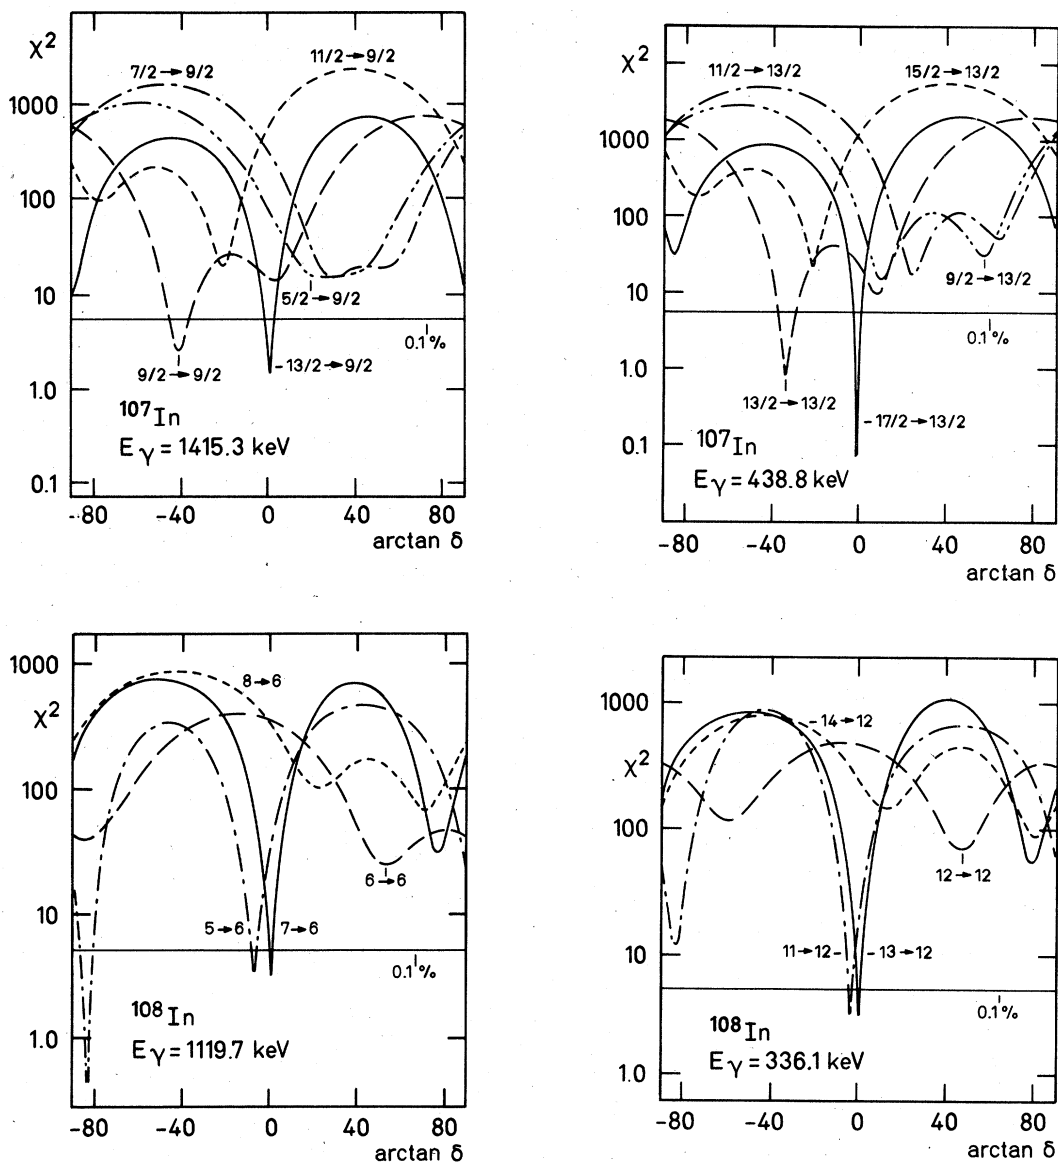 χ²
1000
100
10
1.0
0.1
7/2→9/2
11/2→9/2
5/2→9/2
0.1%
9/2→9/2
13/2→9/2
¹⁰⁷In
Eγ = 1415.3 keV
-80 -40 0 40 80
arctan δ
χ²
1000
100
10
1.0
0.1
11/2→13/2
15/2→13/2
9/2→13/2
0.1%
13/2→13/2
17/2→13/2
¹⁰⁷In
Eγ = 438.8 keV
-80 -40 0 40 80
arctan δ
1000
χ²
100
10
1.0
8→6
6→6
5→6
7→6
0.1%
¹⁰⁸In
Eγ = 1119.7 keV
-80 -40 0 40 80
arctan δ
1000
χ²
100
10
1.0
14→12
12→12
11→12
13→12
0.1%
¹⁰⁸In
Eγ = 336.1 keV
-80 -40 0 40 80
arctan δ